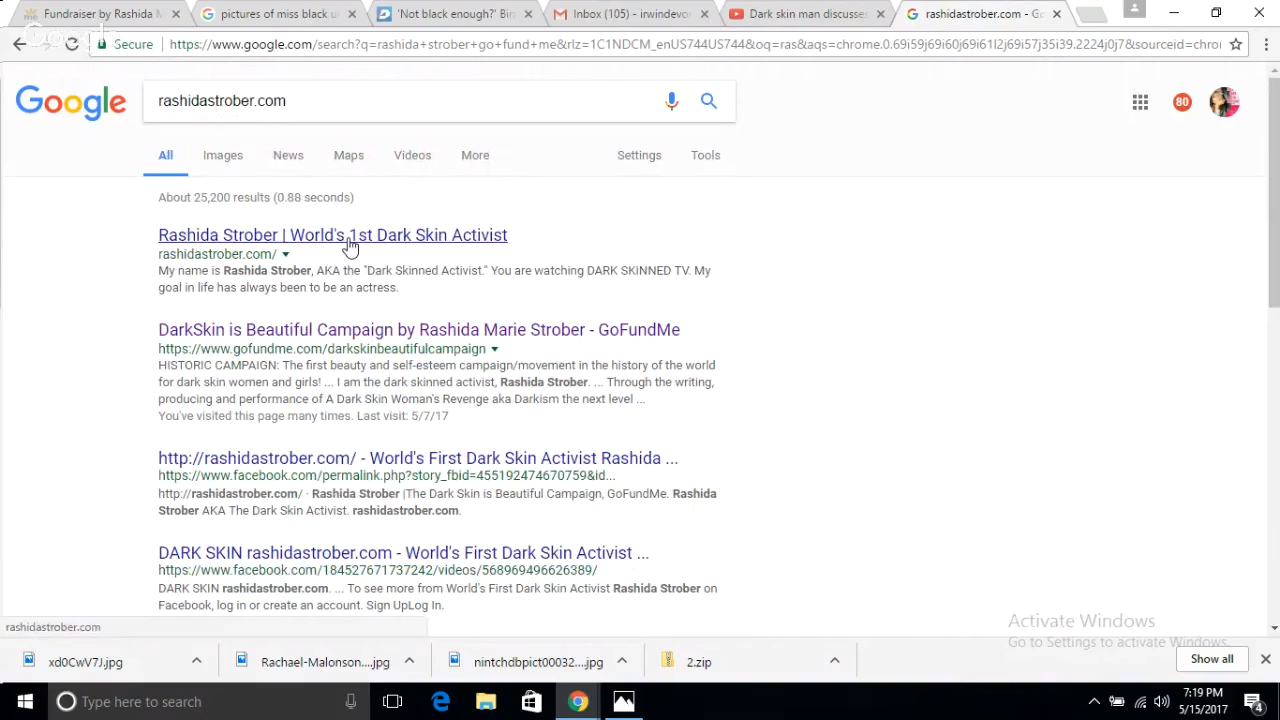 Fundraiser by Rashida M
pictures of miss black u
'Not black enough?' Bir
Inbox (105) - irwindevor
Dark skin man discusses
rashidastrober.com - Go
Secure
https://www.google.com/search?q=rashida+strober+go+fund+me&rlz=1C1NDCM_enUS744US744&oq=ras&aqs=chrome.0.69i59j69i60j69i61l2j69i57j35i39.2224j0j7&sourceid=chro
Google
rashidastrober.com
80
All
Images
News
Maps
Videos
More
Settings
Tools
About 25,200 results (0.88 seconds)
Rashida Strober | World's 1st Dark Skin Activist
rashidastrober.com/
My name is Rashida Strober, AKA the "Dark Skinned Activist." You are watching DARK SKINNED TV. My
goal in life has always been to be an actress.
DarkSkin is Beautiful Campaign by Rashida Marie Strober - GoFundMe
https://www.gofundme.com/darkskinbeautifulcampaign
HISTORIC CAMPAIGN: The first beauty and self-esteem campaign/movement in the history of the world
for dark skin women and girls! ... I am the dark skinned activist, Rashida Strober. ... Through the writing,
producing and performance of A Dark Skin Woman's Revenge aka Darkism the next level ...
You've visited this page many times. Last visit: 5/7/17
http://rashidastrober.com/ - World's First Dark Skin Activist Rashida ...
https://www.facebook.com/permalink.php?story_fbid=455192474670759&id...
http://rashidastrober.com/ · Rashida Strober |The Dark Skin is Beautiful Campaign, GoFundMe. Rashida
Strober AKA The Dark Skin Activist. rashidastrober.com.
DARK SKIN rashidastrober.com - World's First Dark Skin Activist ...
https://www.facebook.com/184527671737242/videos/568969496626389/
DARK SKIN rashidastrober.com. ... To see more from World's First Dark Skin Activist Rashida Strober on
Facebook, log in or create an account. Sign UpLog In.
rashidastrober.com
Activate Windows
Go to Settings to activate Windows.
xd0CwV7J.jpg
Rachael-Malonson....jpg
nintchdbpict00032....jpg
2.zip
Show all
Type here to search
7:19 PM
5/15/2017
4